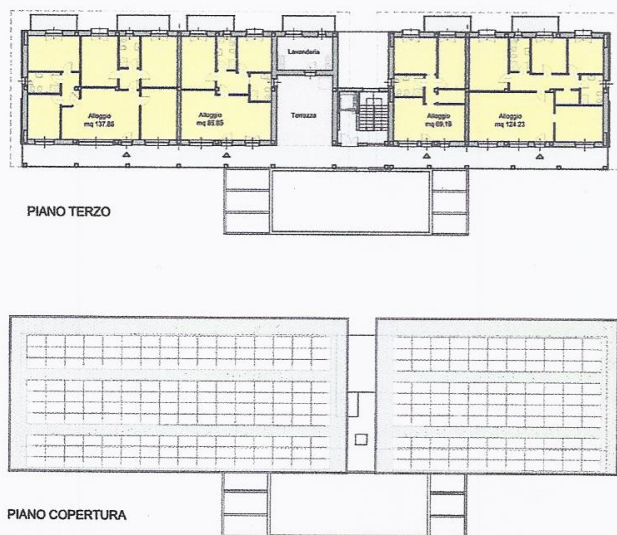 Lavanderia
Terrazza
Alloggio
mq 137.85
Alloggio
mq 85.85
Alloggio
mq 69,19
Alloggio
mq 124.23
PIANO TERZO
PIANO COPERTURA